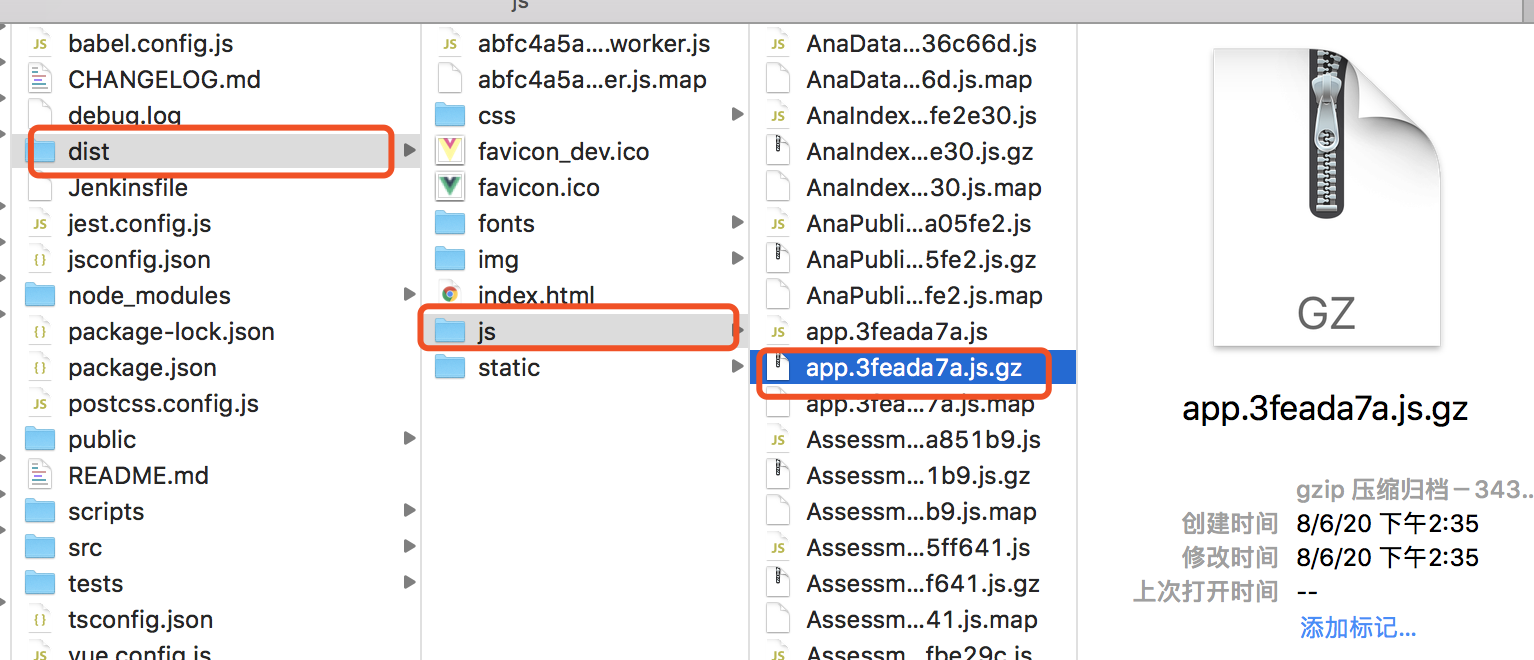 js
babel.config.js
CHANGELOG.md
debug.log
dist
Jenkinsfile
jest.config.js
jsconfig.json
node_modules
package-lock.json
package.json
postcss.config.js
public
README.md
scripts
src
tests
tsconfig.json
vue.config.js
abfc4a5a....worker.js
abfc4a5a...er.js.map
css
favicon_dev.ico
favicon.ico
fonts
img
index.html
js
static
AnaData...36c66d.js
AnaData...6d.js.map
AnaIndex...fe2e30.js
AnaIndex...e30.js.gz
AnaIndex...30.js.map
AnaPubli...a05fe2.js
AnaPubli...5fe2.js.gz
AnaPubli...fe2.js.map
app.3feada7a.js
app.3feada7a.js.gz
app.3fea...7a.js.map
Assessm...a851b9.js
Assessm...1b9.js.gz
Assessm...b9.js.map
Assessm...5ff641.js
Assessm...f641.js.gz
Assessm...41.js.map
Assessm...fbe29c.js
GZ
app.3feada7a.js.gz
gzip 压缩归档 – 343...
创建时间 8/6/20 下午2:35
修改时间 8/6/20 下午2:35
上次打开时间 --
添加标记...